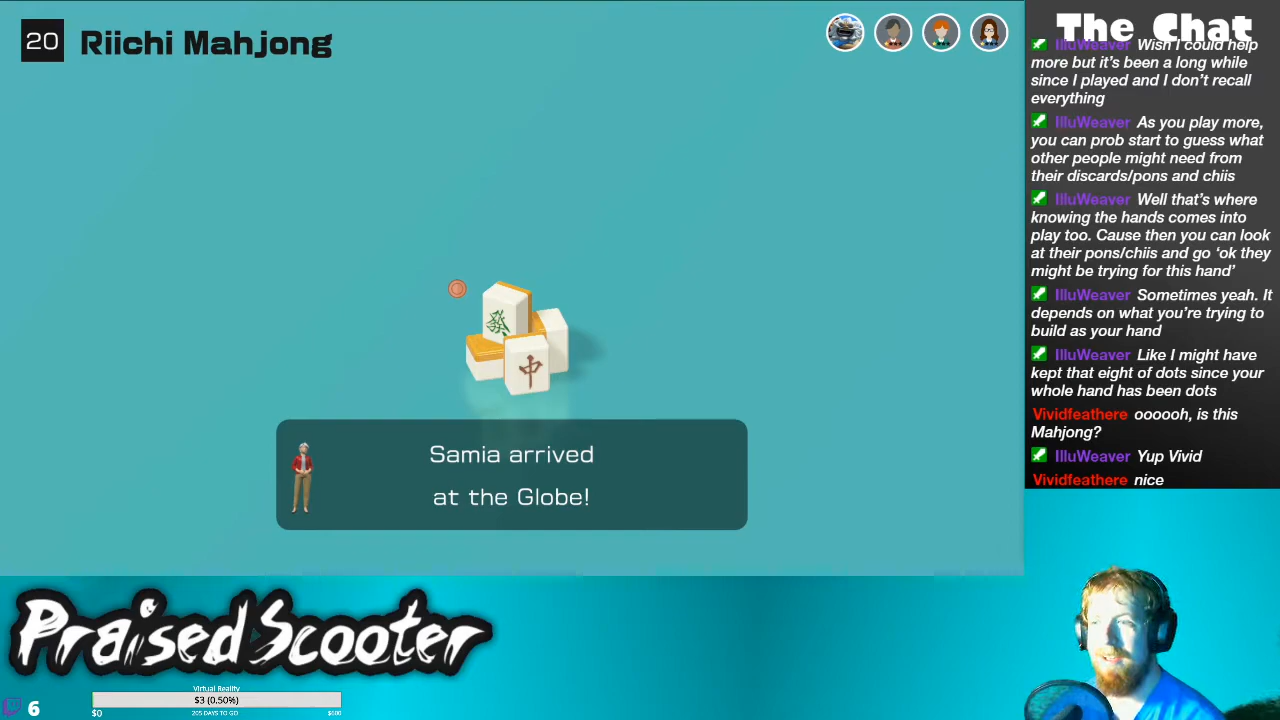 20 Riichi Mahjong
發
中
Samia arrived
at the Globe!
The Chat
IlluWeaver Wish I could help
more but it's been a long while
since I played and I don't recall
everything
IlluWeaver As you play more,
you can prob start to guess what
other people might need from
their discards/pons and chiis
IlluWeaver Well that's where
knowing the hands comes into
play too. Cause then you can look
at their pons/chiis and go 'ok they
might be trying for this hand'
IlluWeaver Sometimes yeah. It
depends on what you're trying to
build as your hand
IlluWeaver Like I might have
kept that eight of dots since your
whole hand has been dots
Vividfeathere oooooh, is this
Mahjong?
IlluWeaver Yup Vivid
Vividfeathere nice
PraisedScooter
6
Virtual Reality
$3 (0.50%)
$0 205 DAYS TO GO $600